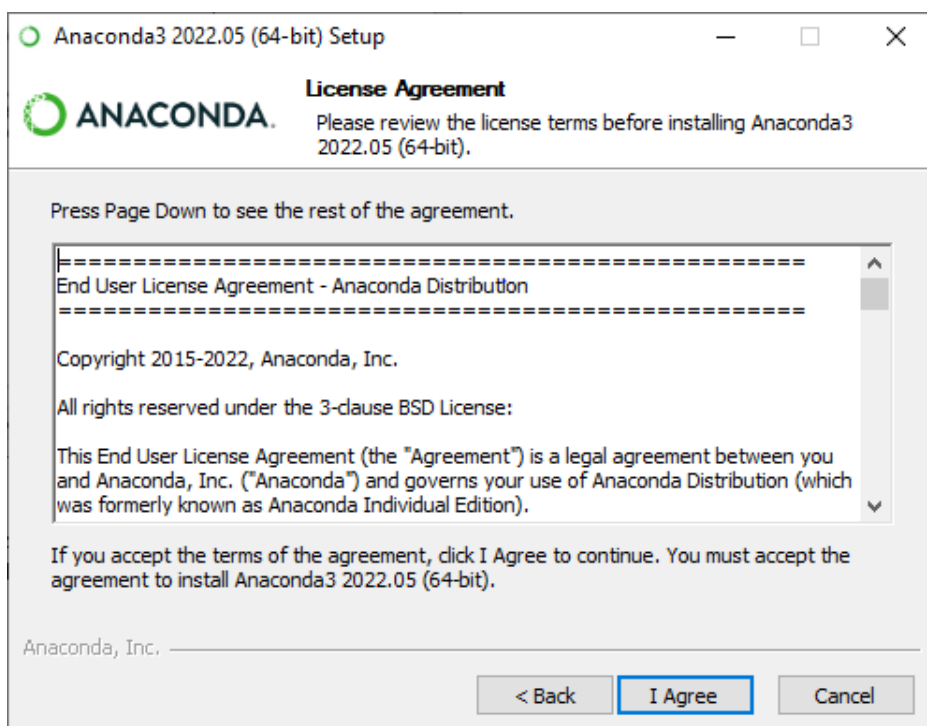 Anaconda3 2022.05 (64-bit) Setup
ANACONDA.
License Agreement
Please review the license terms before installing Anaconda3
2022.05 (64-bit).
Press Page Down to see the rest of the agreement.
==================================================
End User License Agreement - Anaconda Distribution
==================================================
Copyright 2015-2022, Anaconda, Inc.
All rights reserved under the 3-clause BSD License:
This End User License Agreement (the "Agreement") is a legal agreement between you
and Anaconda, Inc. ("Anaconda") and governs your use of Anaconda Distribution (which
was formerly known as Anaconda Individual Edition).
If you accept the terms of the agreement, click I Agree to continue. You must accept the
agreement to install Anaconda3 2022.05 (64-bit).
Anaconda, Inc.
< Back
I Agree
Cancel